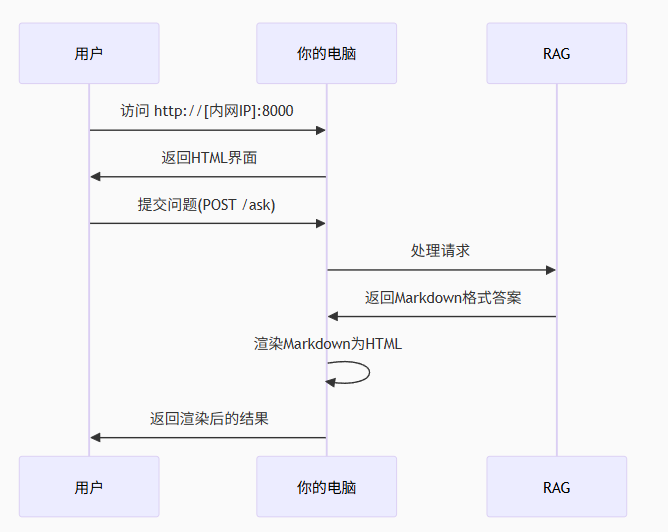 用户
你的电脑
RAG
访问 http://[内网IP]:8000
返回HTML界面
提交问题(POST /ask)
处理请求
返回Markdown格式答案
渲染Markdown为HTML
返回渲染后的结果
用户
你的电脑
RAG